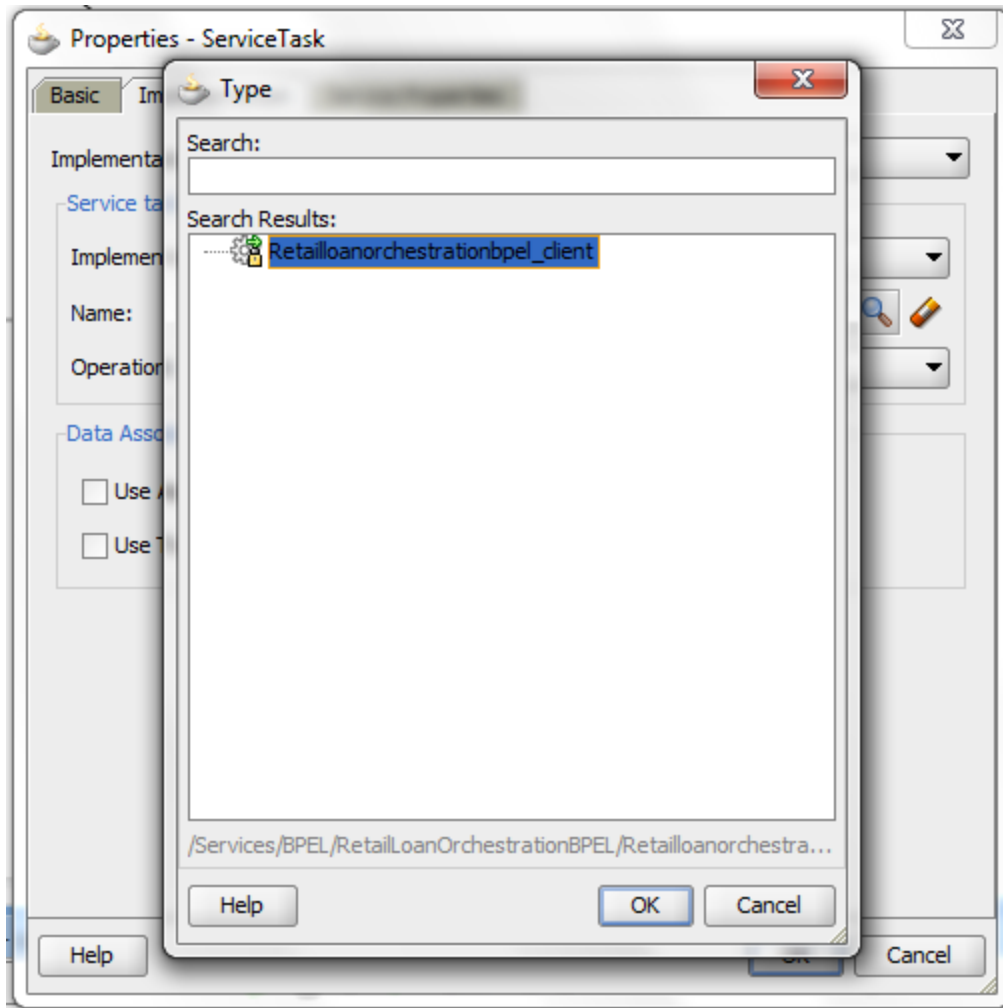 Properties - ServiceTask
Basic
Im
Type
Search:
Implementa
Service ta
Search Results:
Retailloanorchestrationbpel_client
Implemen
Name:
Operation
Data Asso
Use A
Use T
/Services/BPEL/RetailLoanOrchestrationBPEL/Retailloanorchestra...
Help
OK
Cancel
Help
OK
Cancel